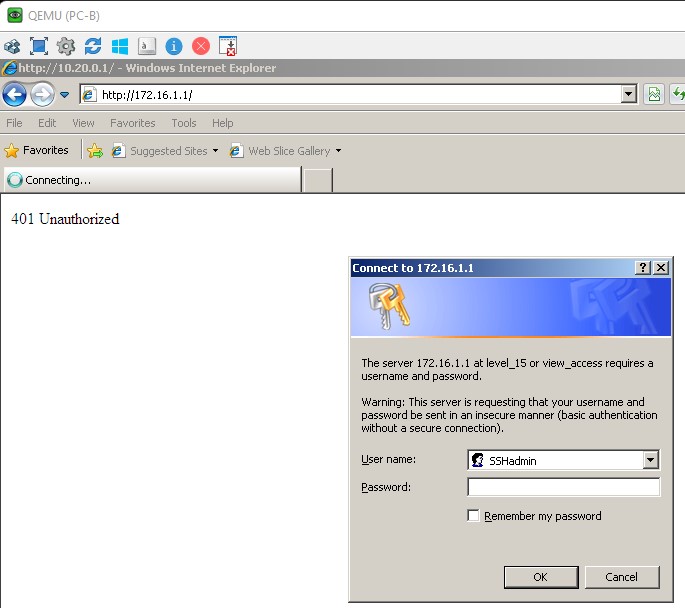 QEMU (PC-B)
http://10.20.0.1/ - Windows Internet Explorer
http://172.16.1.1/
File Edit View Favorites Tools Help
Favorites Suggested Sites Web Slice Gallery
Connecting...
401 Unauthorized
Connect to 172.16.1.1
The server 172.16.1.1 at level_15 or view_access requires a
username and password.
Warning: This server is requesting that your username and
password be sent in an insecure manner (basic authentication
without a secure connection).
User name: SSHadmin
Password:
Remember my password
OK Cancel